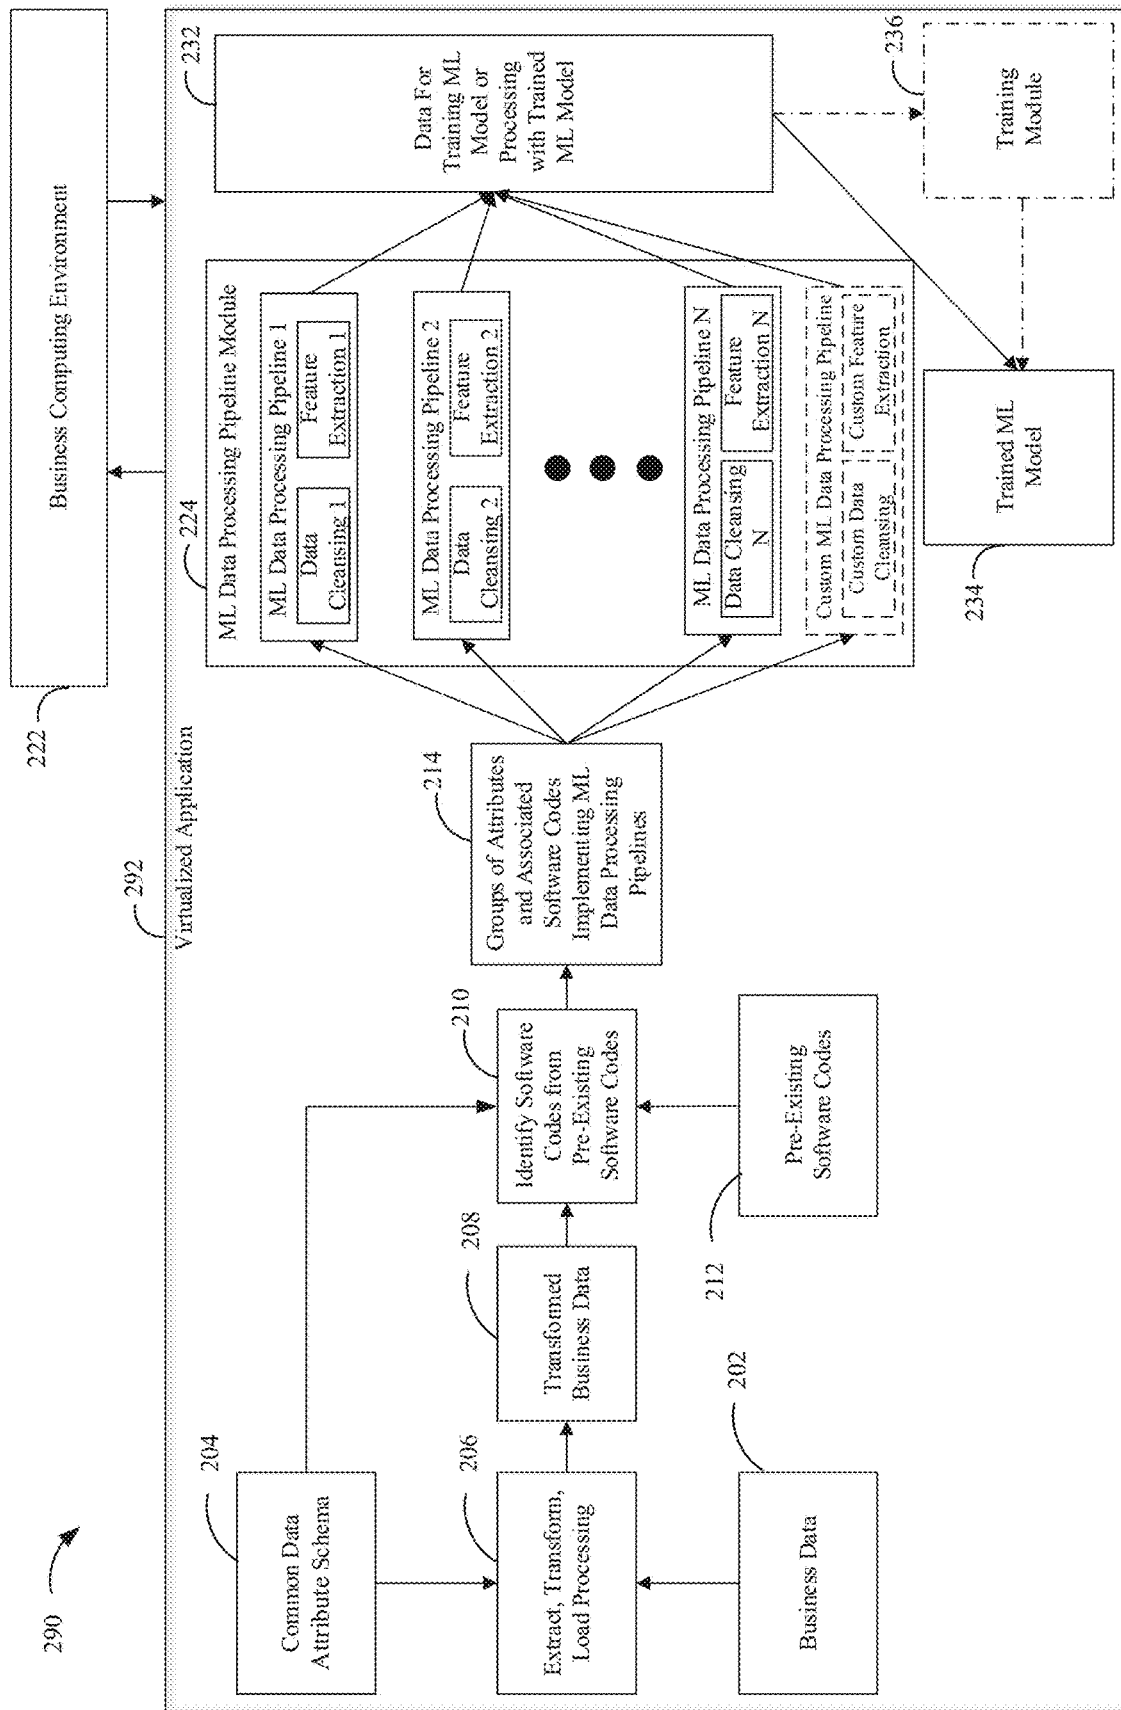 290
222
Business Computing Environment
292
Virtualized Application
204
Common Data
Attribute Schema
206
Extract, Transform,
Load Processing
202
Business Data
208
Transformed
Business Data
210
Identify Software
Codes from
Pre-Existing
Software Codes
212
Pre-Existing
Software Codes
214
Groups of Attributes
and Associated
Software Codes
Implementing ML
Data Processing
Pipelines
224
ML Data Processing Pipeline Module
ML Data Processing Pipeline 1
Data
Cleansing 1
Feature
Extraction 1
ML Data Processing Pipeline 2
Data
Cleansing 2
Feature
Extraction 2
ML Data Processing Pipeline N
Data Cleansing
N
Feature
Extraction N
Custom ML Data Processing Pipeline
Custom Data
Cleansing
Custom Feature
Extraction
232
Data For
Training ML
Model or
Processing
with Trained
ML Model
234
Trained ML
Model
236
Training
Module